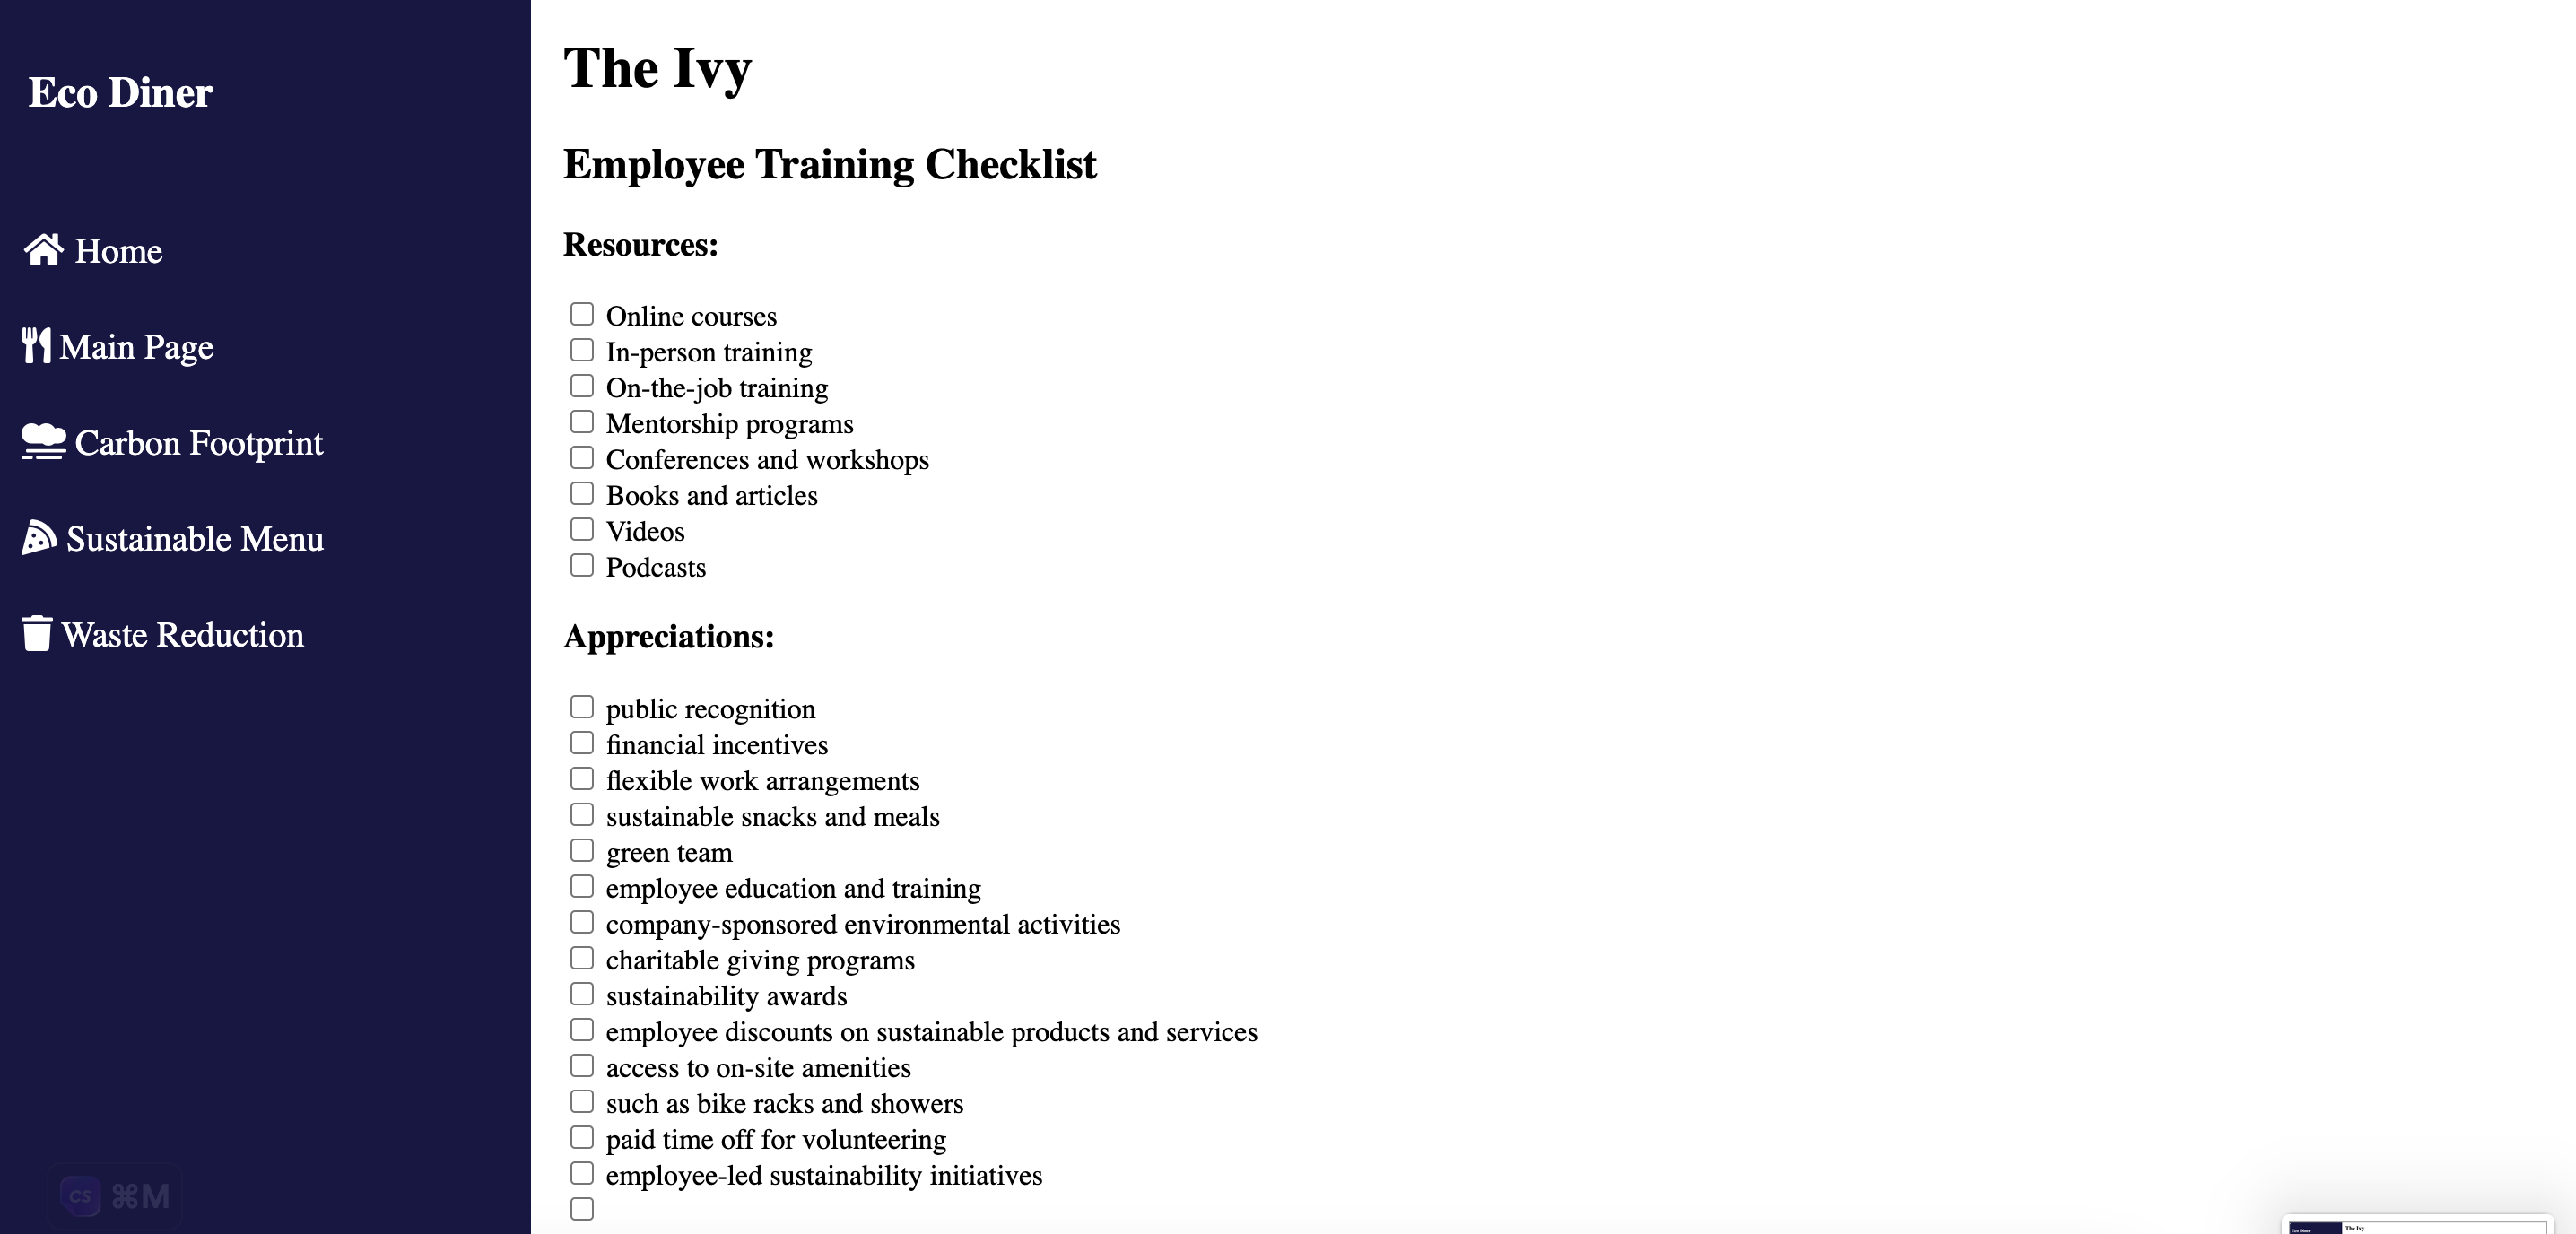 Eco Diner
Home
Main Page
Carbon Footprint
Sustainable Menu
Waste Reduction
CS ⌘M
The Ivy
Employee Training Checklist
Resources:
Online courses
In-person training
On-the-job training
Mentorship programs
Conferences and workshops
Books and articles
Videos
Podcasts
Appreciations:
public recognition
financial incentives
flexible work arrangements
sustainable snacks and meals
green team
employee education and training
company-sponsored environmental activities
charitable giving programs
sustainability awards
employee discounts on sustainable products and services
access to on-site amenities
such as bike racks and showers
paid time off for volunteering
employee-led sustainability initiatives
Eco Diner
The Ivy